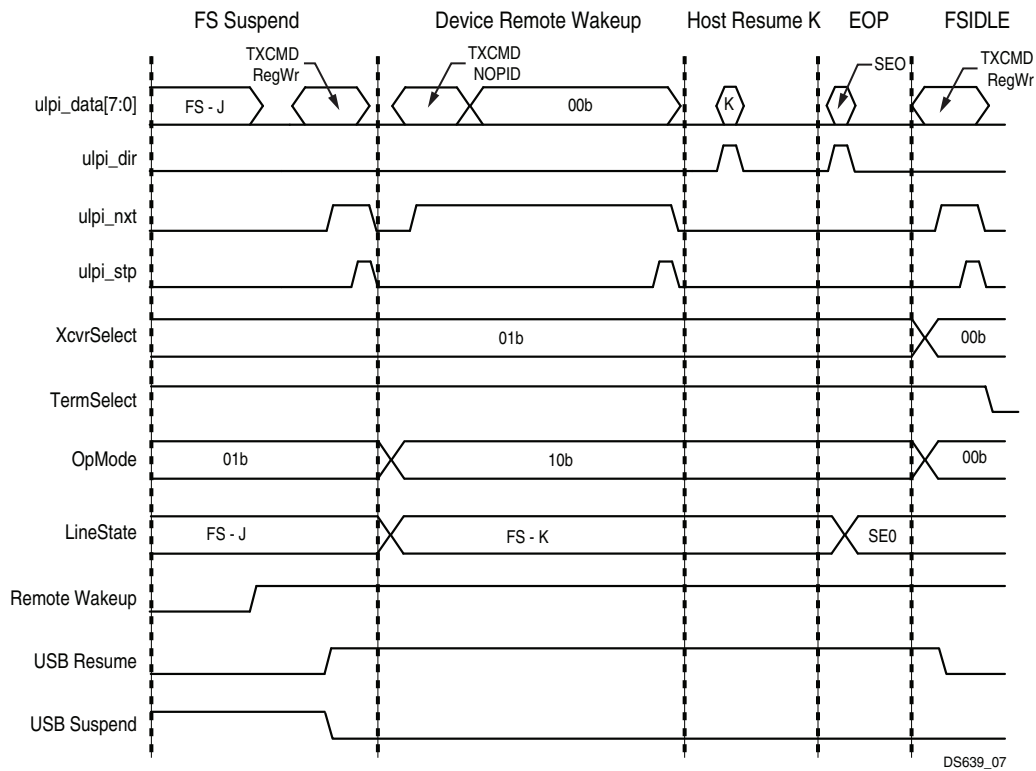 FS Suspend
Device Remote Wakeup
Host Resume K
EOP
FSIDLE
TXCMD
RegWr
TXCMD
NOPID
SEO
TXCMD
RegWr
ulpi_data[7:0]
FS - J
00b
K
ulpi_dir
ulpi_nxt
ulpi_stp
XcvrSelect
01b
00b
TermSelect
OpMode
01b
10b
00b
LineState
FS - J
FS - K
SE0
Remote Wakeup
USB Resume
USB Suspend
DS639_07